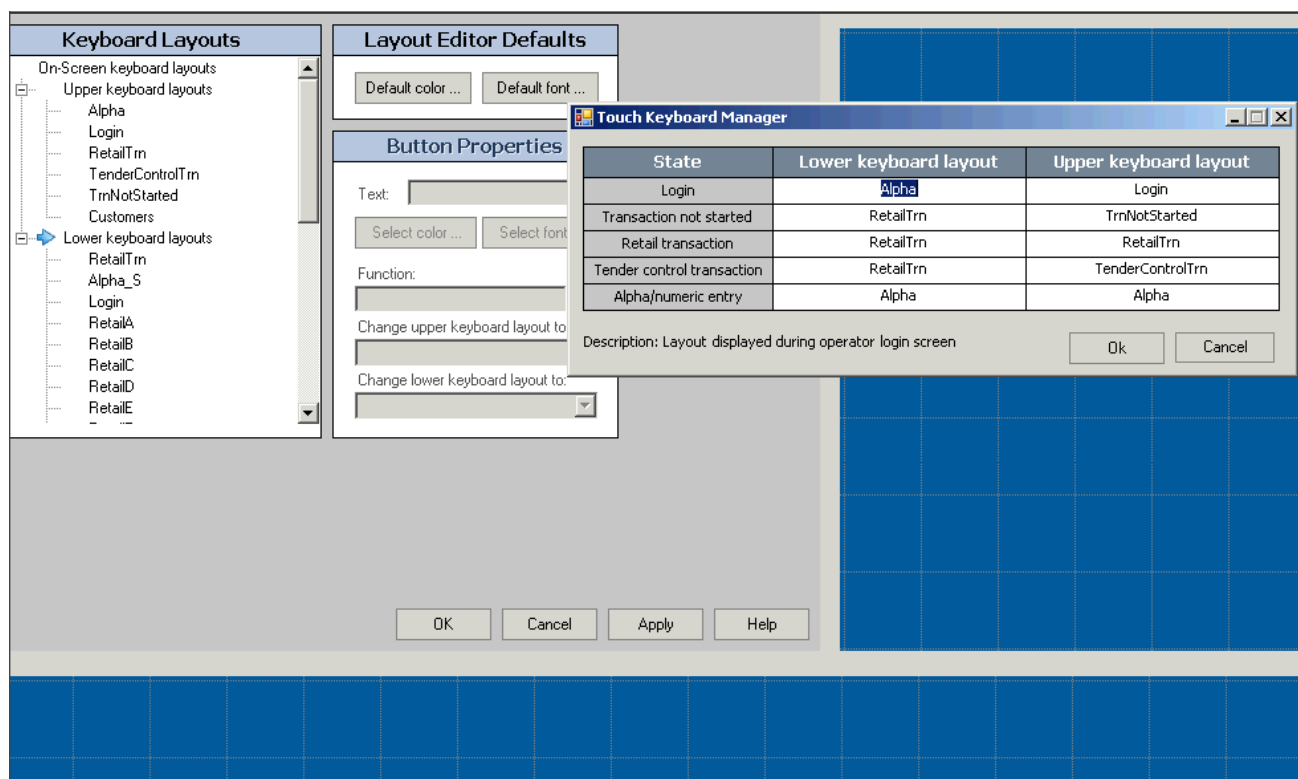 Keyboard Layouts
On-Screen keyboard layouts
Upper keyboard layouts
Alpha
Login
RetailTrn
TenderControlTrn
TrnNotStarted
Customers
Lower keyboard layouts
RetailTrn
Alpha_S
Login
RetailA
RetailB
RetailC
RetailD
RetailE
Layout Editor Defaults
Default color ... Default font ...
Button Properties
Text:
Select color ... Select font
Function:
Change upper keyboard layout to
Change lower keyboard layout to:
OK Cancel Apply Help
Touch Keyboard Manager
State Lower keyboard layout Upper keyboard layout
Login Alpha Login
Transaction not started RetailTrn TrnNotStarted
Retail transaction RetailTrn RetailTrn
Tender control transaction RetailTrn TenderControlTrn
Alpha/numeric entry Alpha Alpha
Description: Layout displayed during operator login screen
Ok Cancel